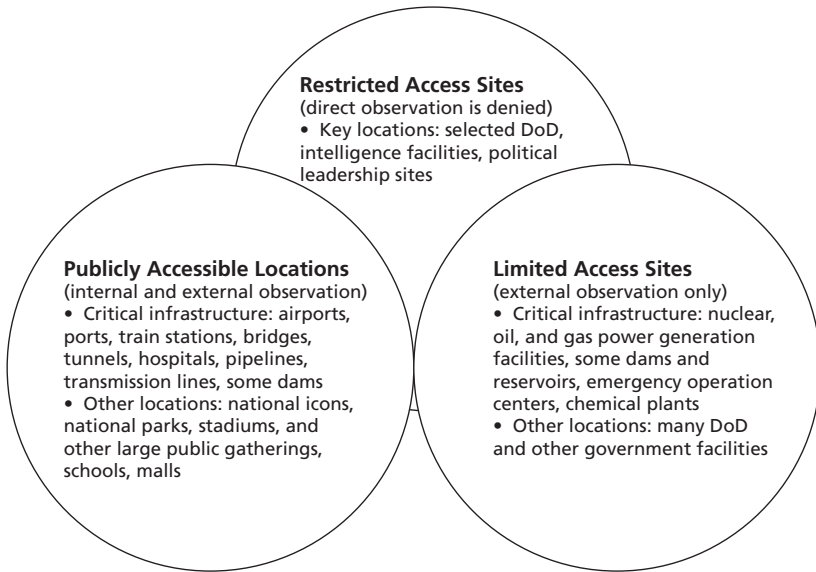 Restricted Access Sites
(direct observation is denied)
• Key locations: selected DoD,
intelligence facilities, political
leadership sites
Publicly Accessible Locations
(internal and external observation)
• Critical infrastructure: airports,
ports, train stations, bridges,
tunnels, hospitals, pipelines,
transmission lines, some dams
• Other locations: national icons,
national parks, stadiums, and
other large public gatherings,
schools, malls
Limited Access Sites
(external observation only)
• Critical infrastructure: nuclear,
oil, and gas power generation
facilities, some dams and
reservoirs, emergency operation
centers, chemical plants
• Other locations: many DoD
and other government facilities